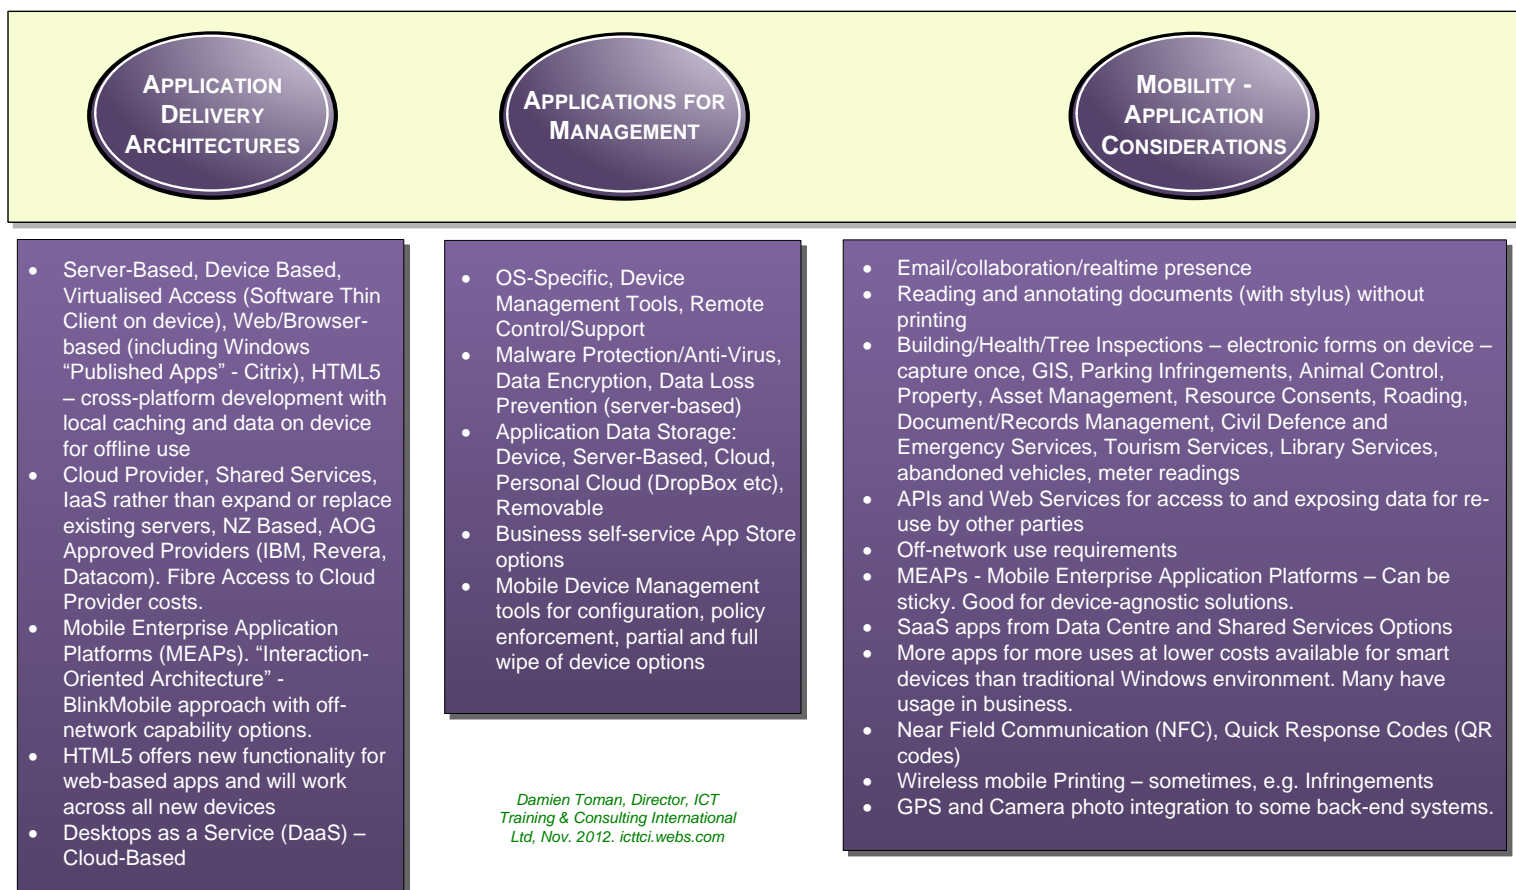 APPLICATION
DELIVERY
ARCHITECTURES
APPLICATIONS FOR
MANAGEMENT
MOBILITY -
APPLICATION
CONSIDERATIONS
• Server-Based, Device Based,
Virtualised Access (Software Thin
Client on device), Web/Browser-
based (including Windows
“Published Apps” - Citrix), HTML5
– cross-platform development with
local caching and data on device
for offline use
• Cloud Provider, Shared Services,
IaaS rather than expand or replace
existing servers, NZ Based, AOG
Approved Providers (IBM, Revera,
Datacom). Fibre Access to Cloud
Provider costs.
• Mobile Enterprise Application
Platforms (MEAPs). “Interaction-
Oriented Architecture” -
BlinkMobile approach with off-
network capability options.
• HTML5 offers new functionality for
web-based apps and will work
across all new devices
• Desktops as a Service (DaaS) –
Cloud-Based
• OS-Specific, Device
Management Tools, Remote
Control/Support
• Malware Protection/Anti-Virus,
Data Encryption, Data Loss
Prevention (server-based)
• Application Data Storage:
Device, Server-Based, Cloud,
Personal Cloud (DropBox etc),
Removable
• Business self-service App Store
options
• Mobile Device Management
tools for configuration, policy
enforcement, partial and full
wipe of device options
Damien Toman, Director, ICT
Training & Consulting International
Ltd, Nov. 2012. icttci.webs.com
• Email/collaboration/realtime presence
• Reading and annotating documents (with stylus) without
printing
• Building/Health/Tree Inspections – electronic forms on device –
capture once, GIS, Parking Infringements, Animal Control,
Property, Asset Management, Resource Consents, Roading,
Document/Records Management, Civil Defence and
Emergency Services, Tourism Services, Library Services,
abandoned vehicles, meter readings
• APIs and Web Services for access to and exposing data for re-
use by other parties
• Off-network use requirements
• MEAPs - Mobile Enterprise Application Platforms – Can be
sticky. Good for device-agnostic solutions.
• SaaS apps from Data Centre and Shared Services Options
• More apps for more uses at lower costs available for smart
devices than traditional Windows environment. Many have
usage in business.
• Near Field Communication (NFC), Quick Response Codes (QR
codes)
• Wireless mobile Printing – sometimes, e.g. Infringements
• GPS and Camera photo integration to some back-end systems.